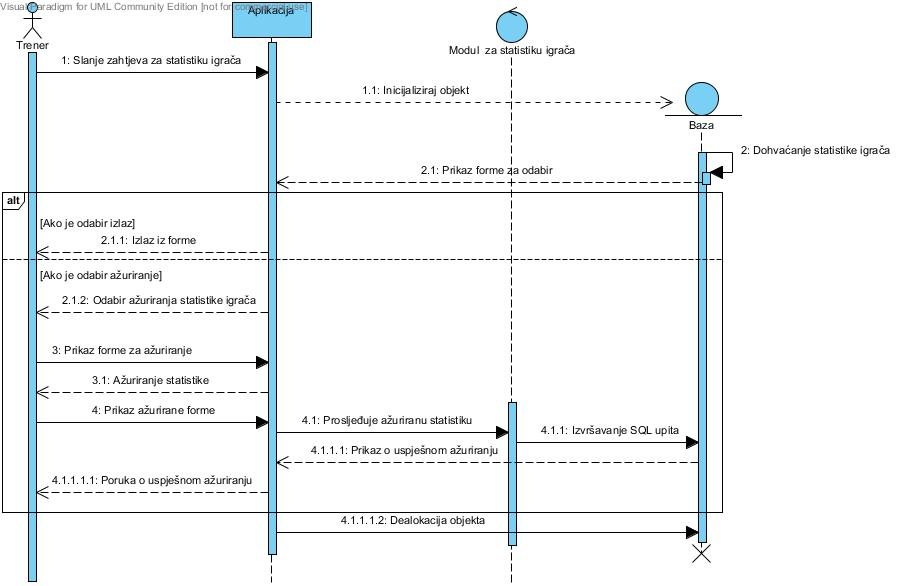 Visual Paradigm for UML Community Edition [not for commercial use]
Aplikacija
Trener
Modul za statistiku igrača
1: Slanje zahtjeva za statistiku igrača
1.1: Inicijaliziraj objekt
Baza
2: Dohvaćanje statistike igrača
2.1: Prikaz forme za odabir
alt
[Ako je odabir izlaz]
2.1.1: Izlaz iz forme
[Ako je odabir ažuriranje]
2.1.2: Odabir ažuriranja statistike igrača
3: Prikaz forme za ažuriranje
3.1: Ažuriranje statistike
4: Prikaz ažurirane forme
4.1: Prosljeđuje ažuriranu statistiku
4.1.1: Izvršavanje SQL upita
4.1.1.1: Prikaz o uspješnom ažuriranju
4.1.1.1.1: Poruka o uspješnom ažuriranju
4.1.1.1.2: Dealokacija objekta